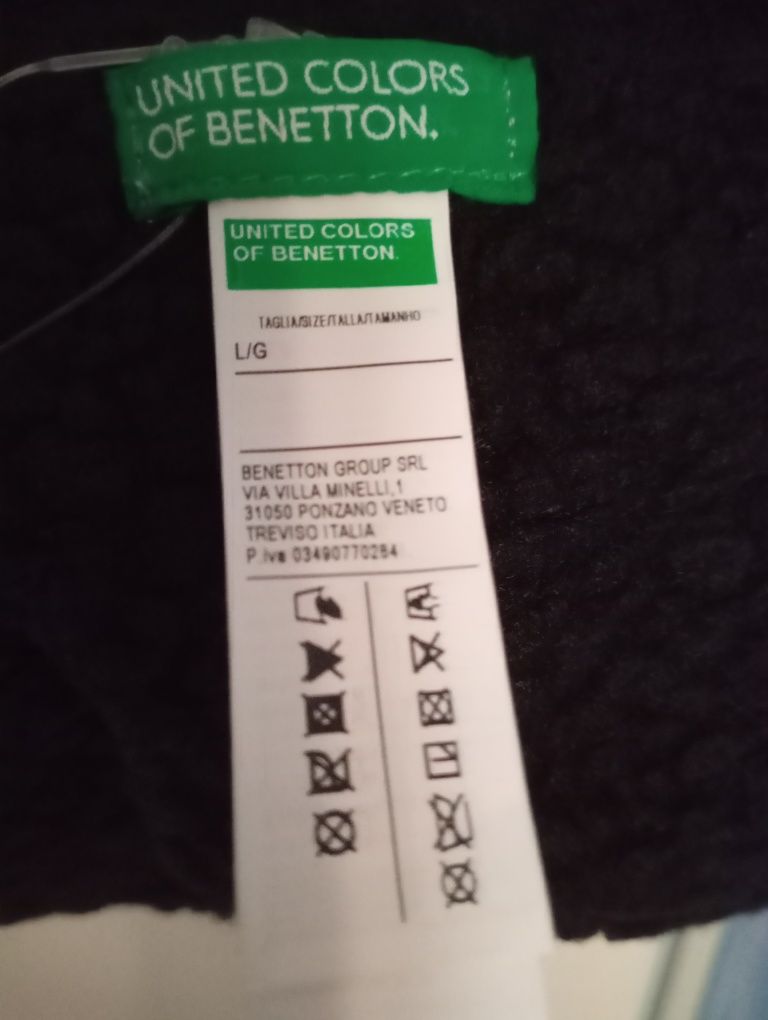 UNITED COLORS
OF BENETTON.
UNITED COLORS
OF BENETTON.
TAGLIA/SIZE/TALLA/TAMANHO
L/G
BENETTON GROUP SRL
VIA VILLA MINELLI,1
31050 PONZANO VENETO
TREVISO ITALIA
P.Iva 03490770264